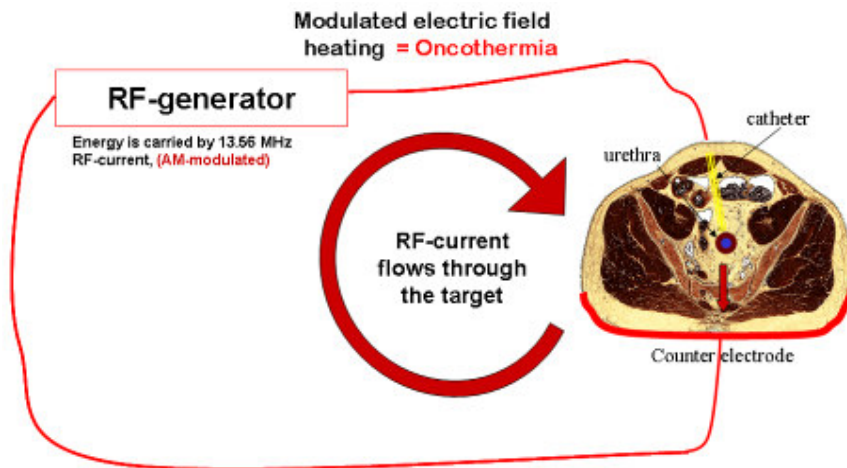 Modulated electric field
heating = Oncothermia
RF-generator
Energy is carried by 13.56 MHz
RF-current, (AM-modulated)
catheter
urethra
RF-current
flows through
the target
Counter electrode